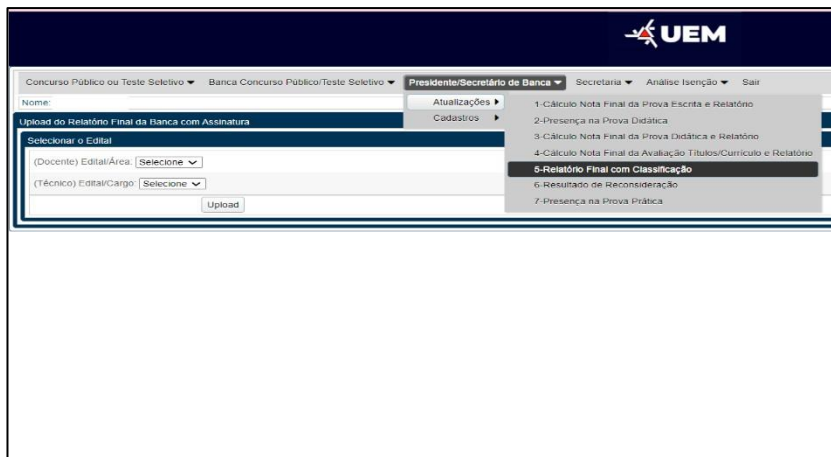 UEM
Concurso Público ou Teste Seletivo Banca Concurso Público/Teste Seletivo Presidente/Secretário de Banca Secretaria Análise Isenção Sair
Nome:
Atualizações
Cadastros
1-Cálculo Nota Final da Prova Escrita e Relatório
2-Presença na Prova Didática
3-Cálculo Nota Final da Prova Didática e Relatório
4-Cálculo Nota Final da Avaliação Títulos/Currículo e Relatório
5-Relatório Final com Classificação
6-Resultado de Reconsideração
7-Presença na Prova Prática
Upload do Relatório Final da Banca com Assinatura
Selecionar o Edital
(Docente) Edital/Área: Selecione
(Técnico) Edital/Cargo: Selecione
Upload